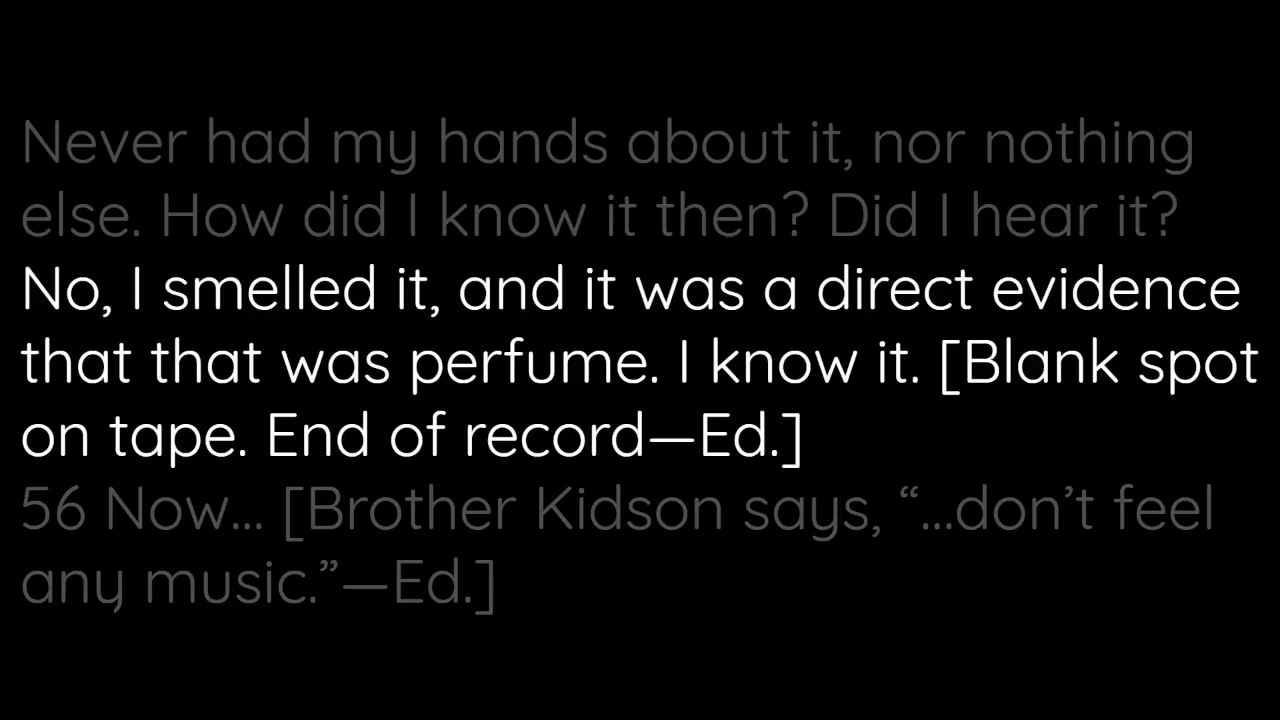 Never had my hands about it, nor nothing
else. How did I know it then? Did I hear it?
No, I smelled it, and it was a direct evidence
that that was perfume. I know it. [Blank spot
on tape. End of record—Ed.]
56 Now... [Brother Kidson says, “...don’t feel
any music.”—Ed.]